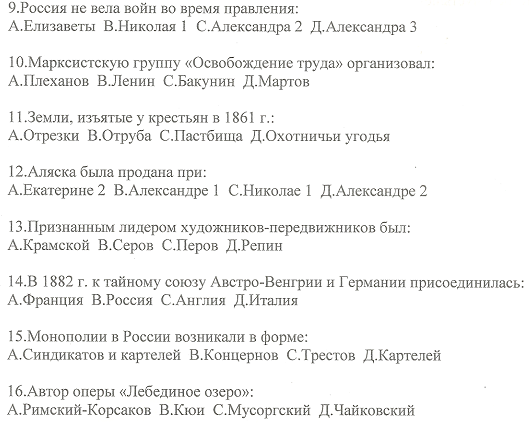 9.Россия не вела войн во время правления:
А.Елизаветы В.Николая 1 С.Александра 2 Д.Александра 3
10.Марксистскую группу «Освобождение труда» организовал:
А.Плеханов В.Ленин С.Бакунин Д.Мартов
11.Земли, изъятые у крестьян в 1861 г.:
А.Отрезки В.Отруба С.Пастбища Д.Охотничьи угодья
12.Аляска была продана при:
А.Екатерине 2 В.Александре 1 С.Николае 1 Д.Александре 2
13.Признанным лидером художников-передвижников был:
А.Крамской В.Серов С.Перов Д.Репин
14.В 1882 г. к тайному союзу Австро-Венгрии и Германии присоединилась:
А.Франция В.Россия С.Англия Д.Италия
15.Монополии в России возникали в форме:
А.Синдикатов и картелей В.Концернов С.Трестов Д.Картелей
16.Автор оперы «Лебединое озеро»:
А.Римский-Корсаков В.Кюи С.Мусоргский Д.Чайковский